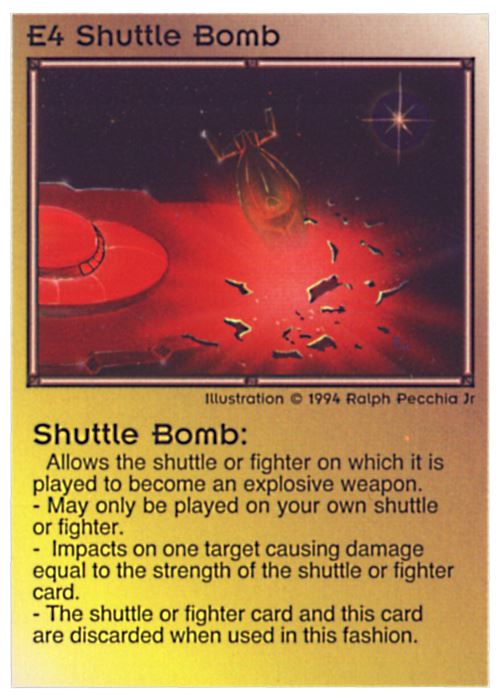 E4 Shuttle Bomb
Illustration © 1994 Ralph Pecchia Jr
Shuttle Bomb:
Allows the shuttle or fighter on which it is
played to become an explosive weapon.
- May only be played on your own shuttle
or fighter.
- Impacts on one target causing damage
equal to the strength of the shuttle or fighter
card.
- The shuttle or fighter card and this card
are discarded when used in this fashion.